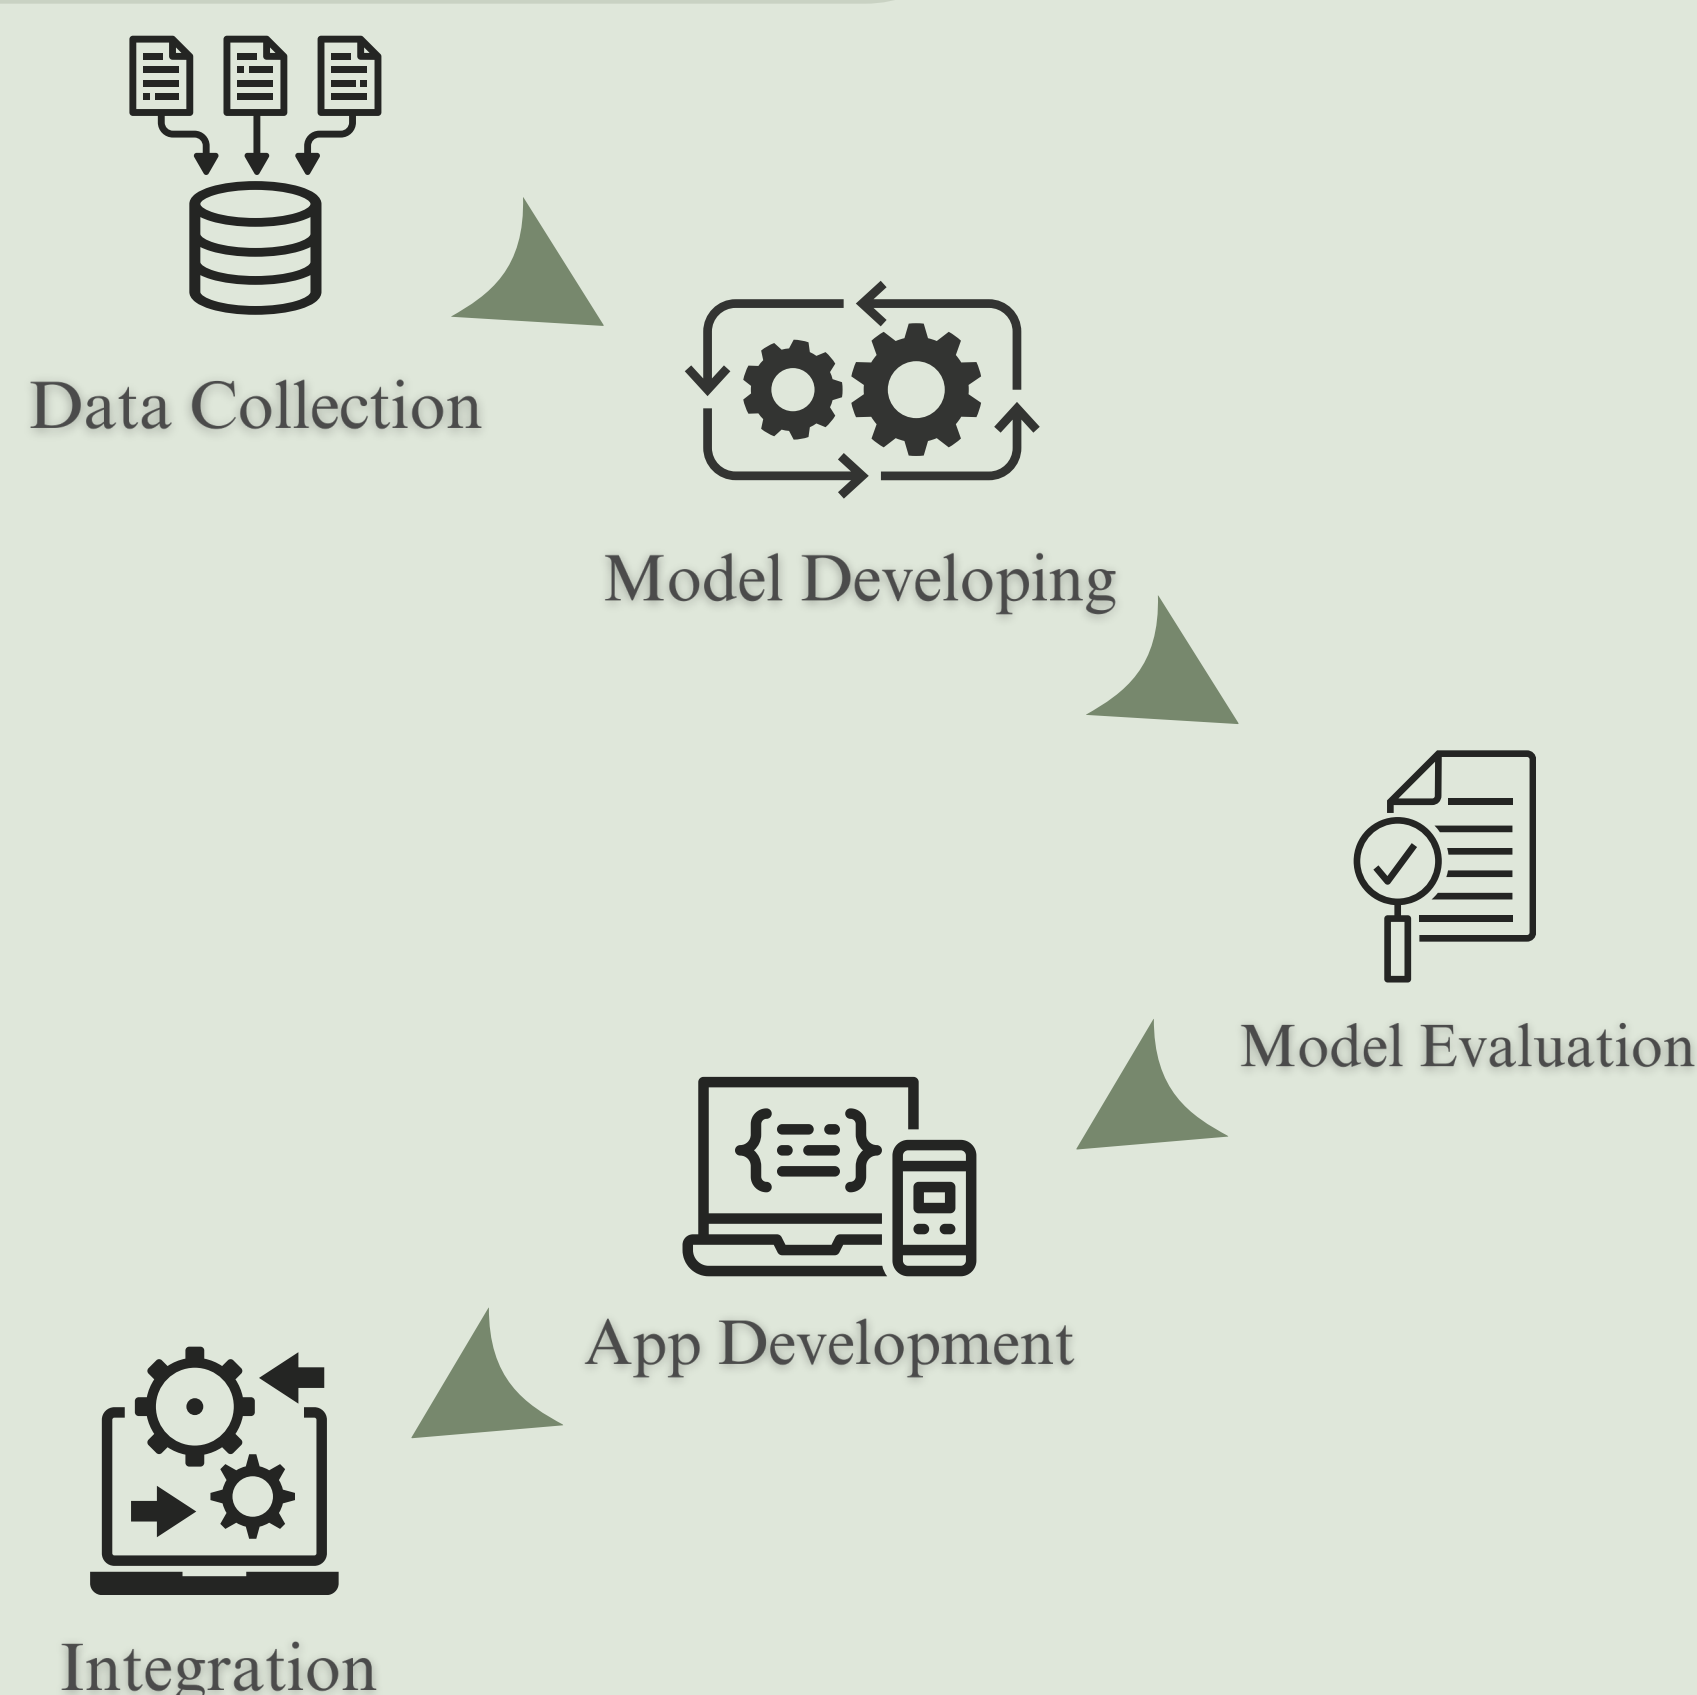 Data Collection
Model Developing
Model Evaluation
App Development
Integration